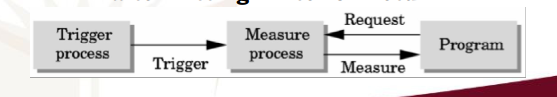 Trigger
process
Trigger
Measure
process
Request
Measure
Program